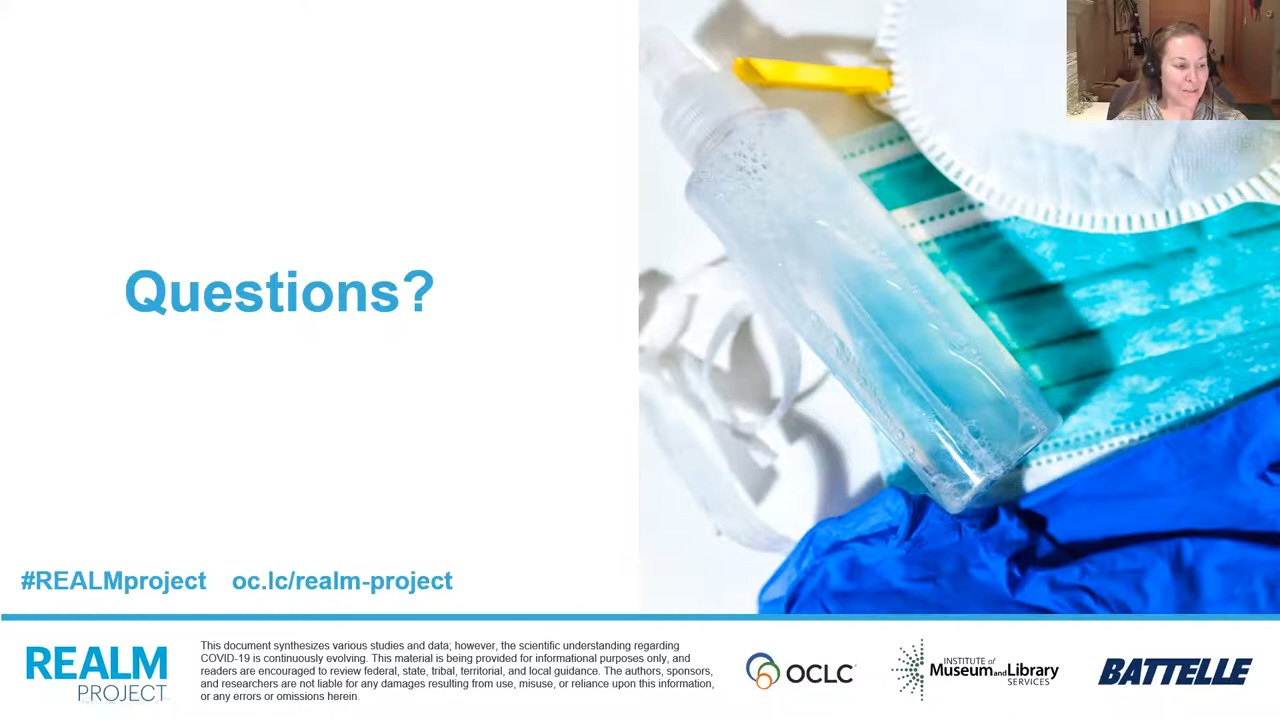 Questions?
#REALMproject oc.lc/realm-project
REALM
PROJECT
This document synthesizes various studies and data; however, the scientific understanding regarding
COVID-19 is continuously evolving. This material is being provided for informational purposes only, and
readers are encouraged to review federal, state, tribal, territorial, and local guidance. The authors, sponsors,
and researchers are not liable for any damages resulting from use, misuse, or reliance upon this information,
or any errors or omissions herein.
OCLC
INSTITUTE of
Museum and Library
SERVICES
BATTELLE